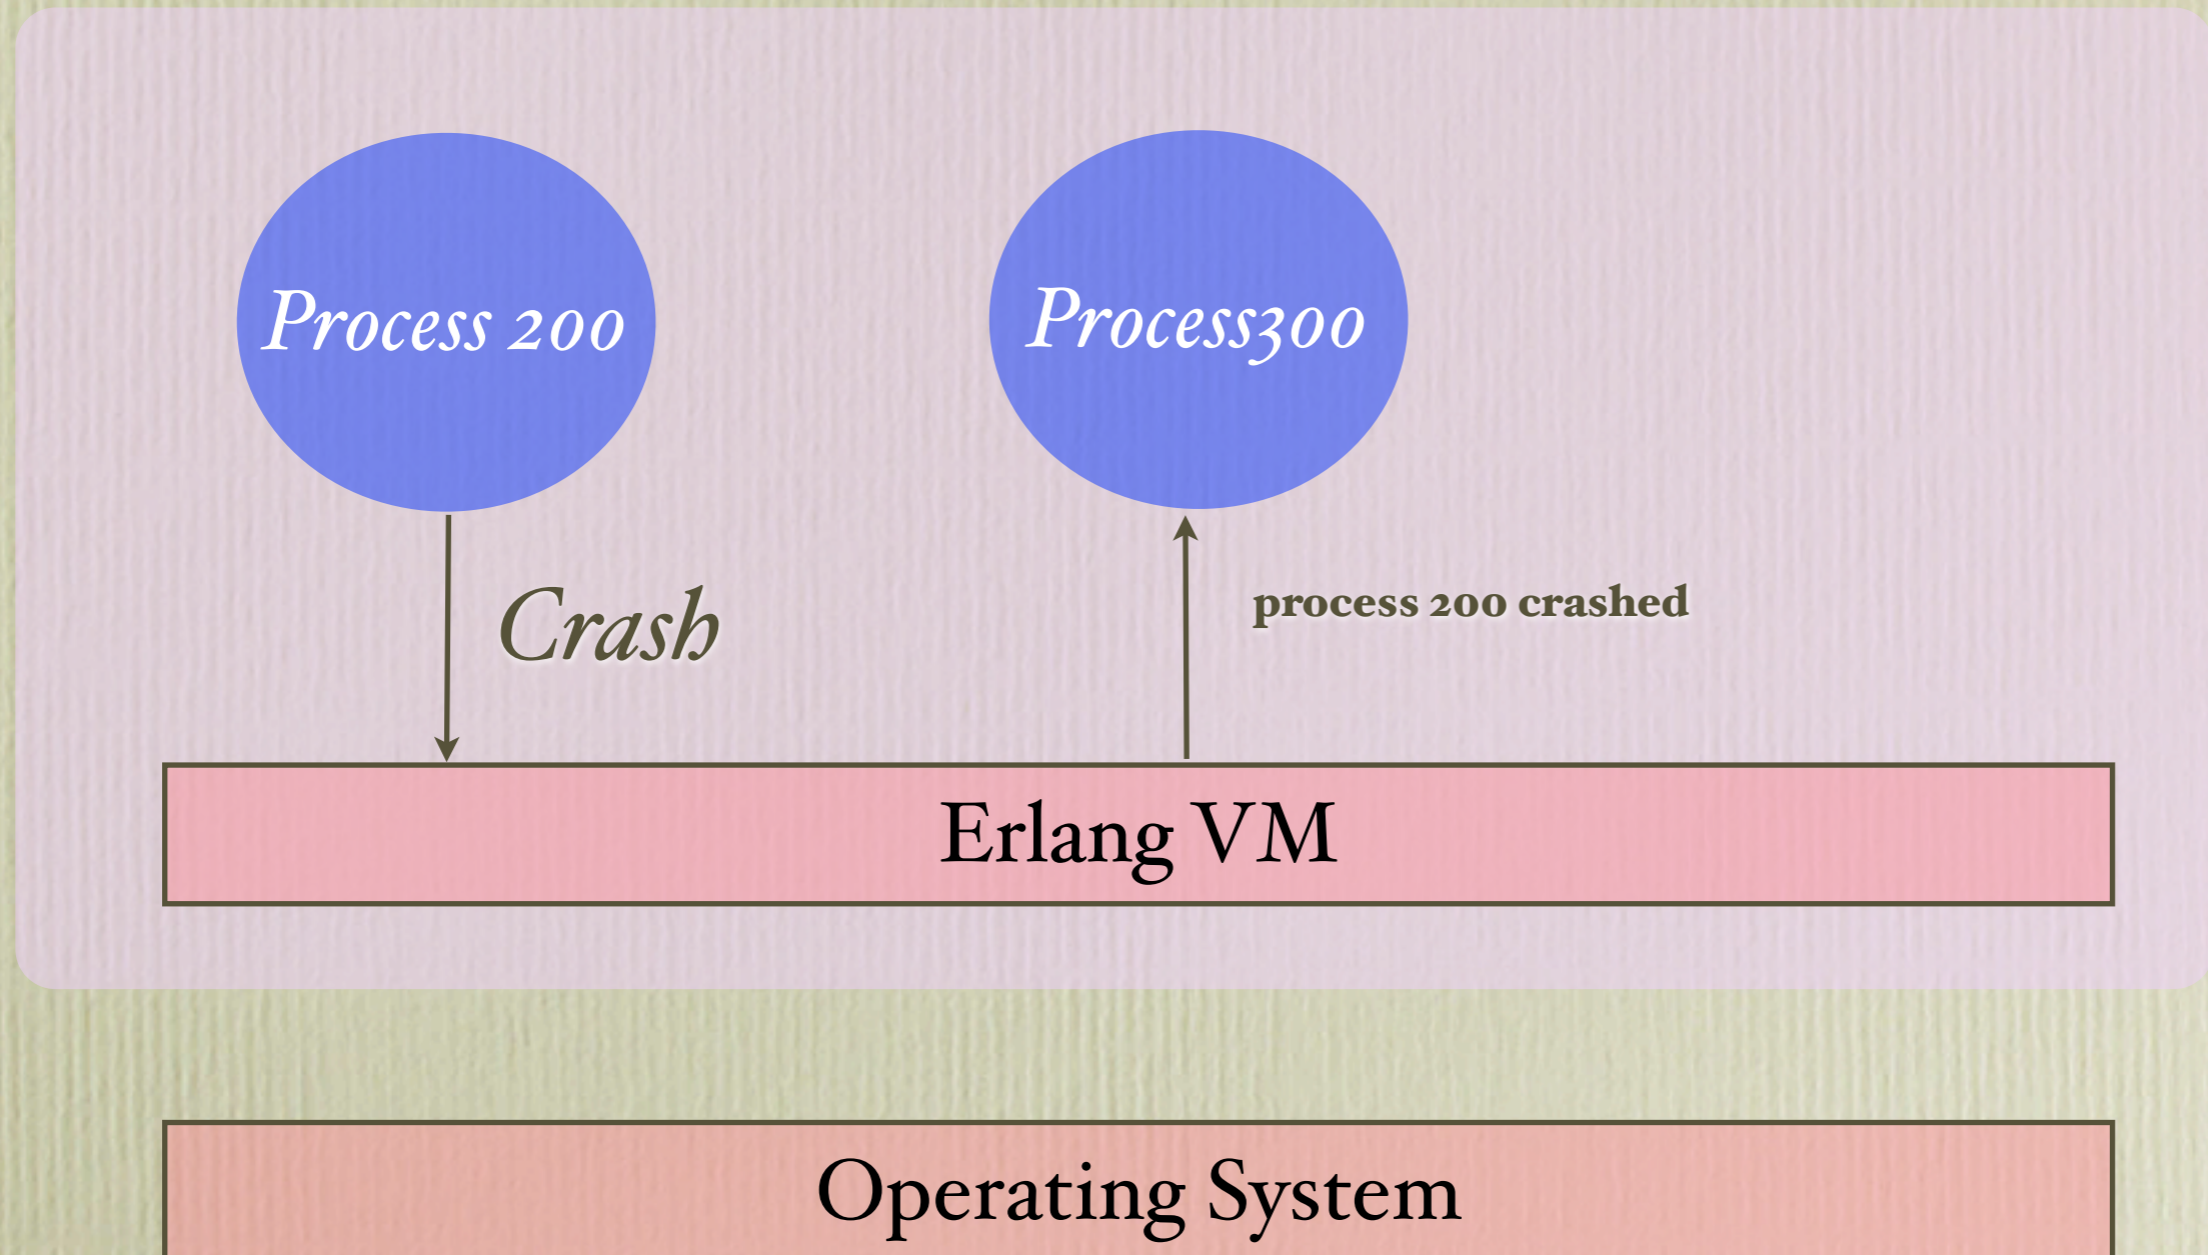 Process 200
Process300
Crash
process 200 crashed
Erlang VM
Operating System